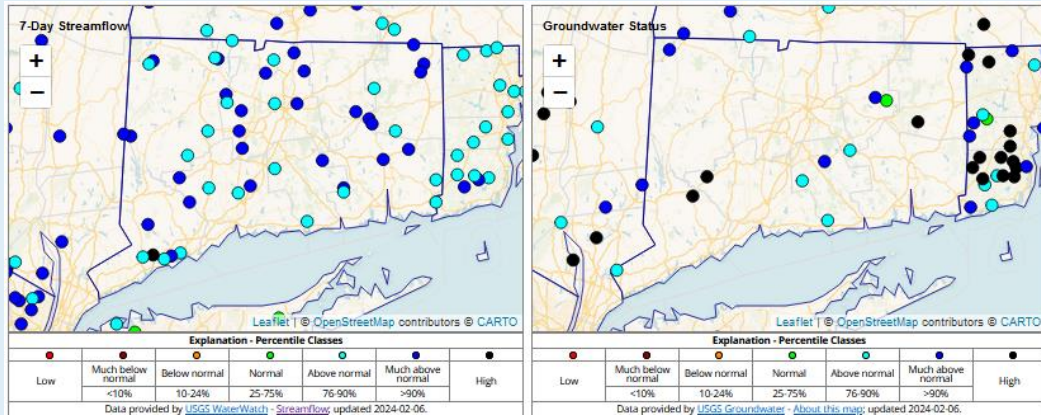 7-Day Streamflow
+
−
Leaflet | © OpenStreetMap contributors © CARTO
Explanation - Percentile Classes
Low
Much below normal
Below normal
Normal
Above normal
Much above normal
High
<10%
10-24%
25-75%
76-90%
>90%
Data provided by USGS WaterWatch - Streamflow; updated 2024-02-06.
Groundwater Status
+
−
Leaflet | © OpenStreetMap contributors © CARTO
Explanation - Percentile Classes
Low
Much below normal
Below normal
Normal
Above normal
Much above normal
High
<10%
10-24%
25-75%
76-90%
>90%
Data provided by USGS Groundwater - About this map; updated 2024-02-06.